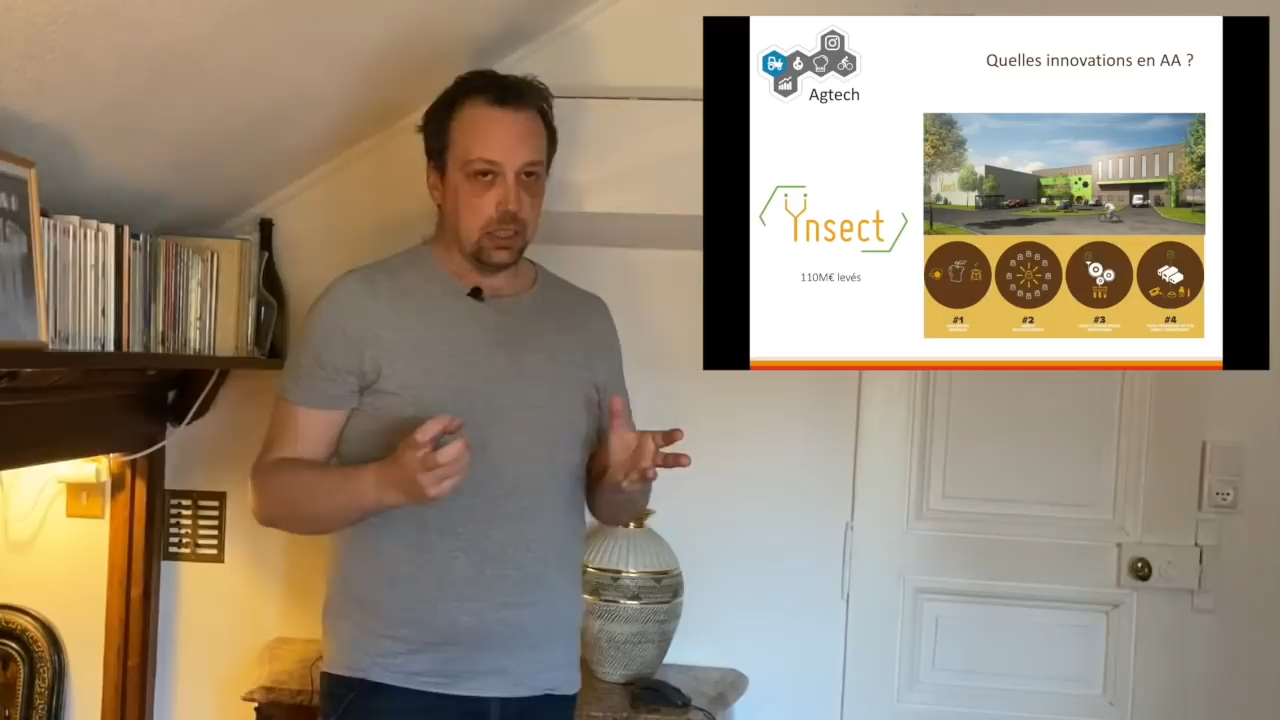 Quelles innovations en AA ?
Agtech
Ynsect
110M€ levés
#1
#2
#3
#4